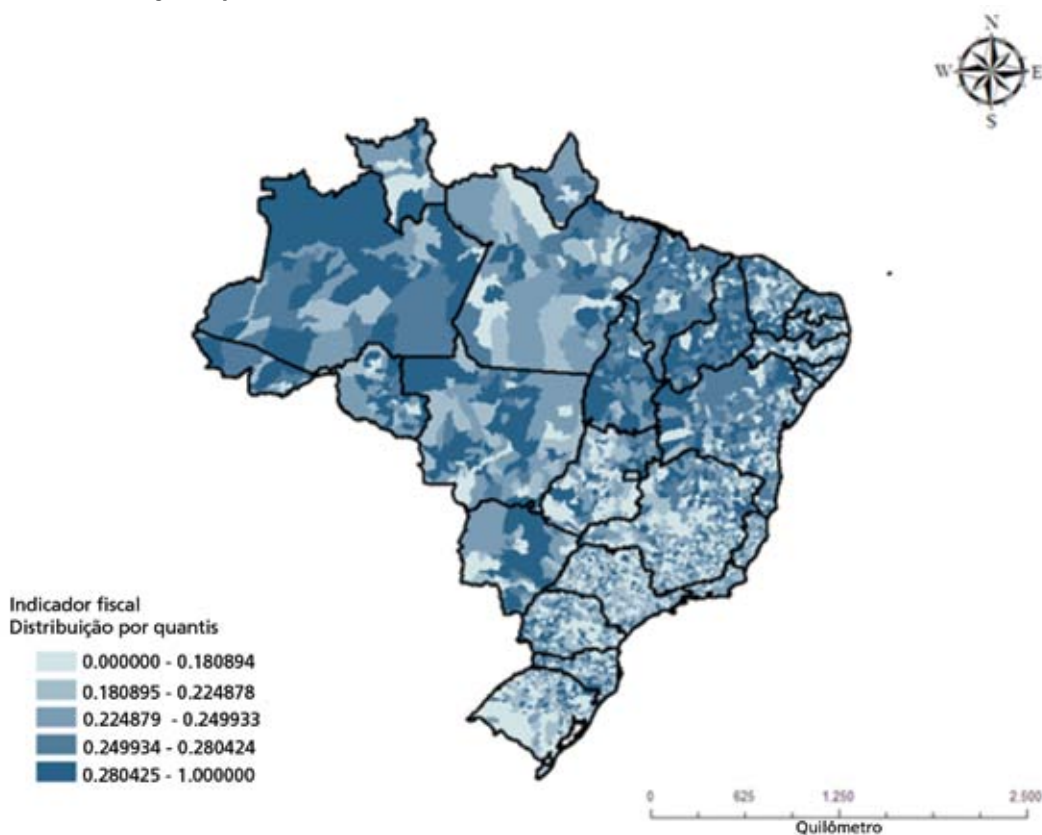 N
W E
S
Indicador fiscal
Distribuição por quantis
0.000000 - 0.180894
0.180895 - 0.224878
0.224879 - 0.249933
0.249934 - 0.280424
0.280425 - 1.000000
0 625 1.250 2.500
Quilômetro